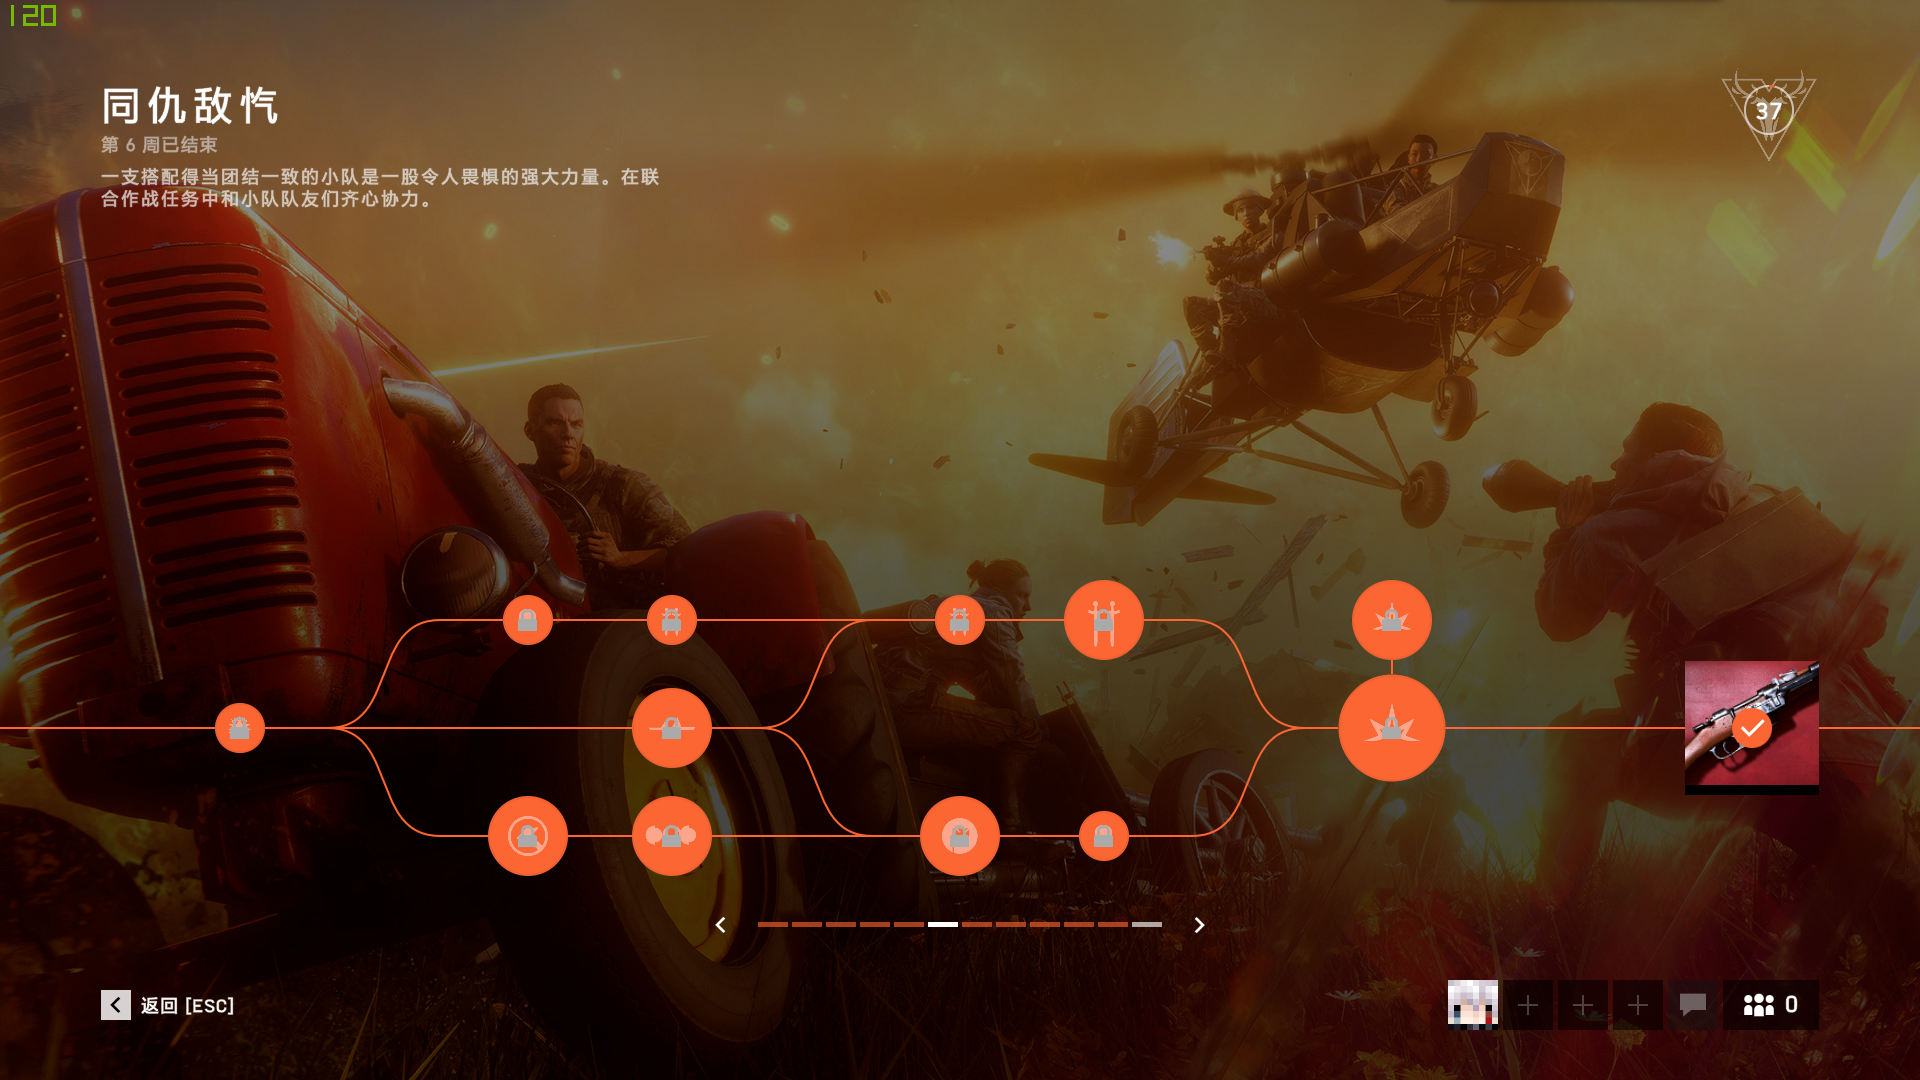 120
同仇敌忾
第 6 周已结束
一支搭配得当团结一致的小队是一股令人畏惧的强大力量。在联
合作战任务中和小队队友们齐心协力。
37
返回 [ESC]
0